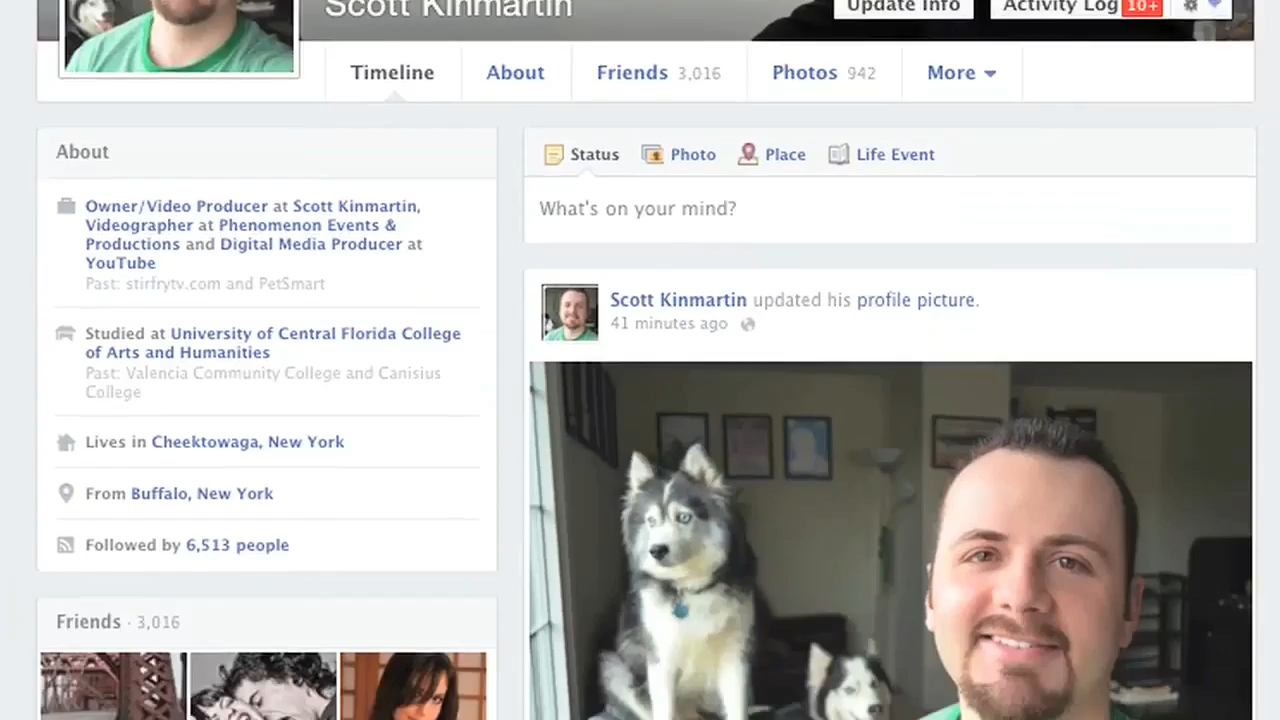 Scott Kinmartin
Update Info
Activity Log 10+
Timeline
About
Friends 3,016
Photos 942
More
About
Owner/Video Producer at Scott Kinmartin,
Videographer at Phenomenon Events &
Productions and Digital Media Producer at
YouTube
Past: stirfrytv.com and PetSmart
Studied at University of Central Florida College
of Arts and Humanities
Past: Valencia Community College and Canisius
College
Lives in Cheektowaga, New York
From Buffalo, New York
Followed by 6,513 people
Friends · 3,016
Status
Photo
Place
Life Event
What's on your mind?
Scott Kinmartin updated his profile picture.
41 minutes ago